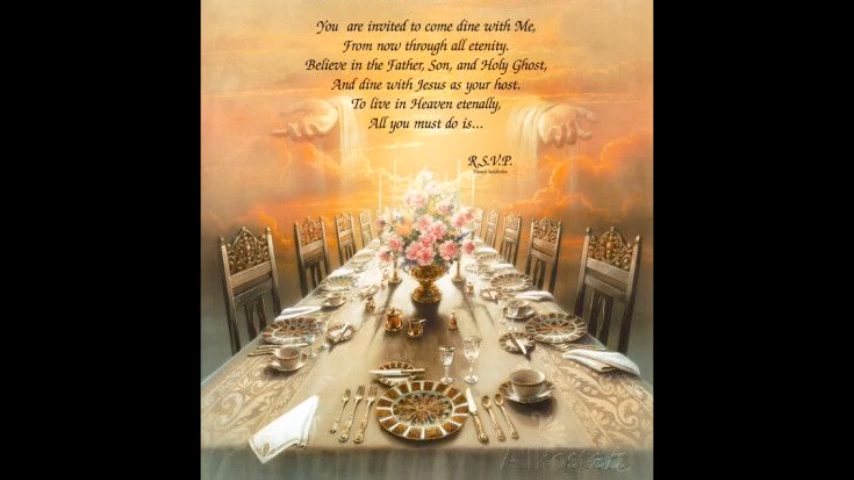 You are invited to come dine with Me,
From now through all etenity.
Believe in the Father, Son, and Holy Ghost,
And dine with Jesus as your host.
To live in Heaven etenally,
All you must do is...
R.S.V.P.